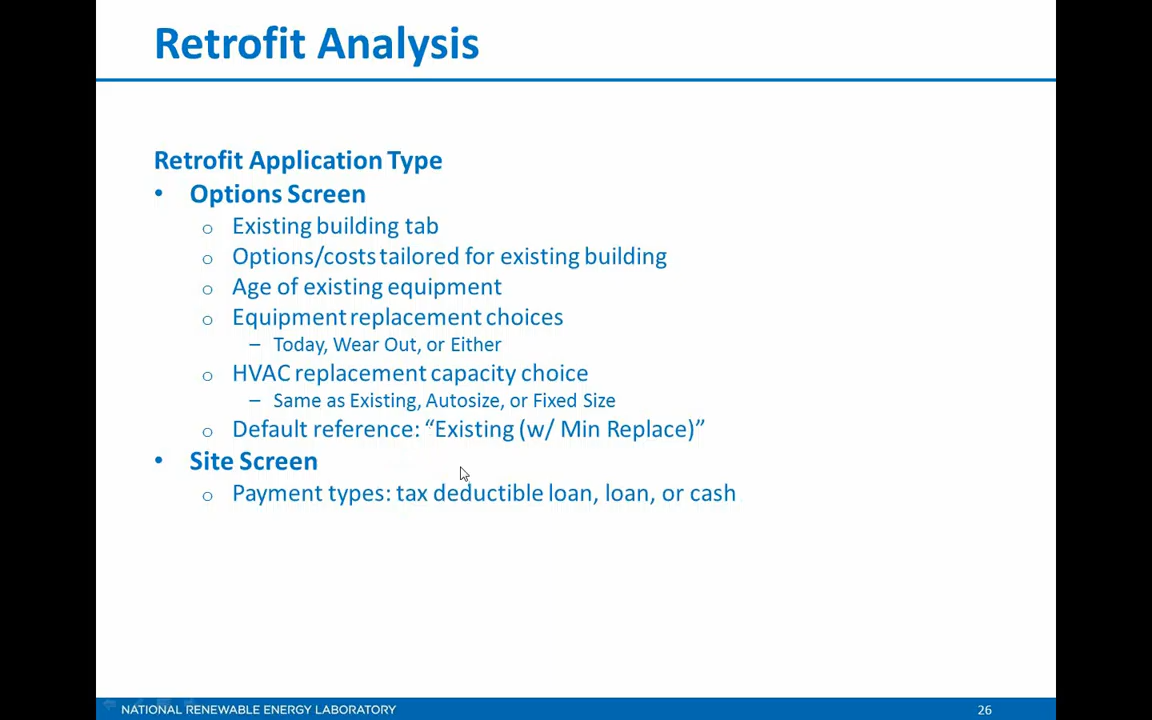 Retrofit Analysis
Retrofit Application Type
• Options Screen
o Existing building tab
o Options/costs tailored for existing building
o Age of existing equipment
o Equipment replacement choices
– Today, Wear Out, or Either
o HVAC replacement capacity choice
– Same as Existing, Autosize, or Fixed Size
o Default reference: “Existing (w/ Min Replace)”
• Site Screen
o Payment types: tax deductible loan, loan, or cash
NATIONAL RENEWABLE ENERGY LABORATORY 26